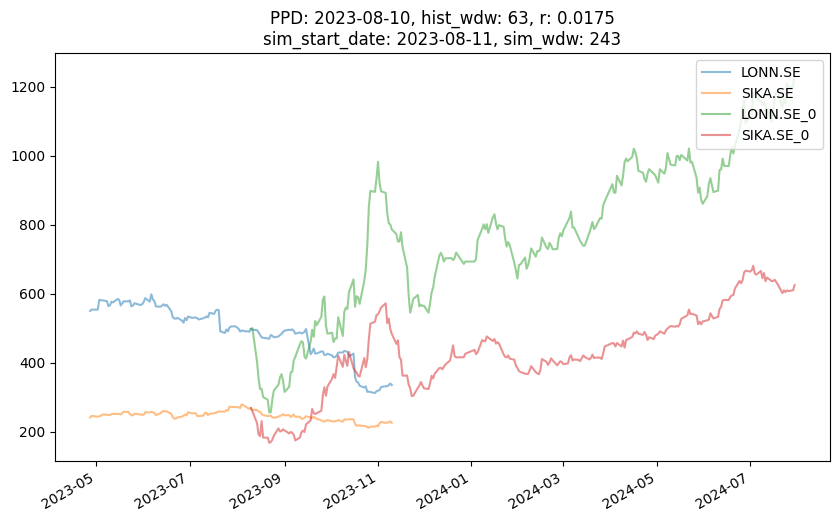 PPD: 2023-08-10, hist_wdw: 63, r: 0.0175
sim_start_date: 2023-08-11, sim_wdw: 243
LONN.SE
SIKA.SE
LONN.SE_0
SIKA.SE_0
1200
1000
800
600
400
200
2023-05
2023-07
2023-09
2023-11
2024-01
2024-03
2024-05
2024-07